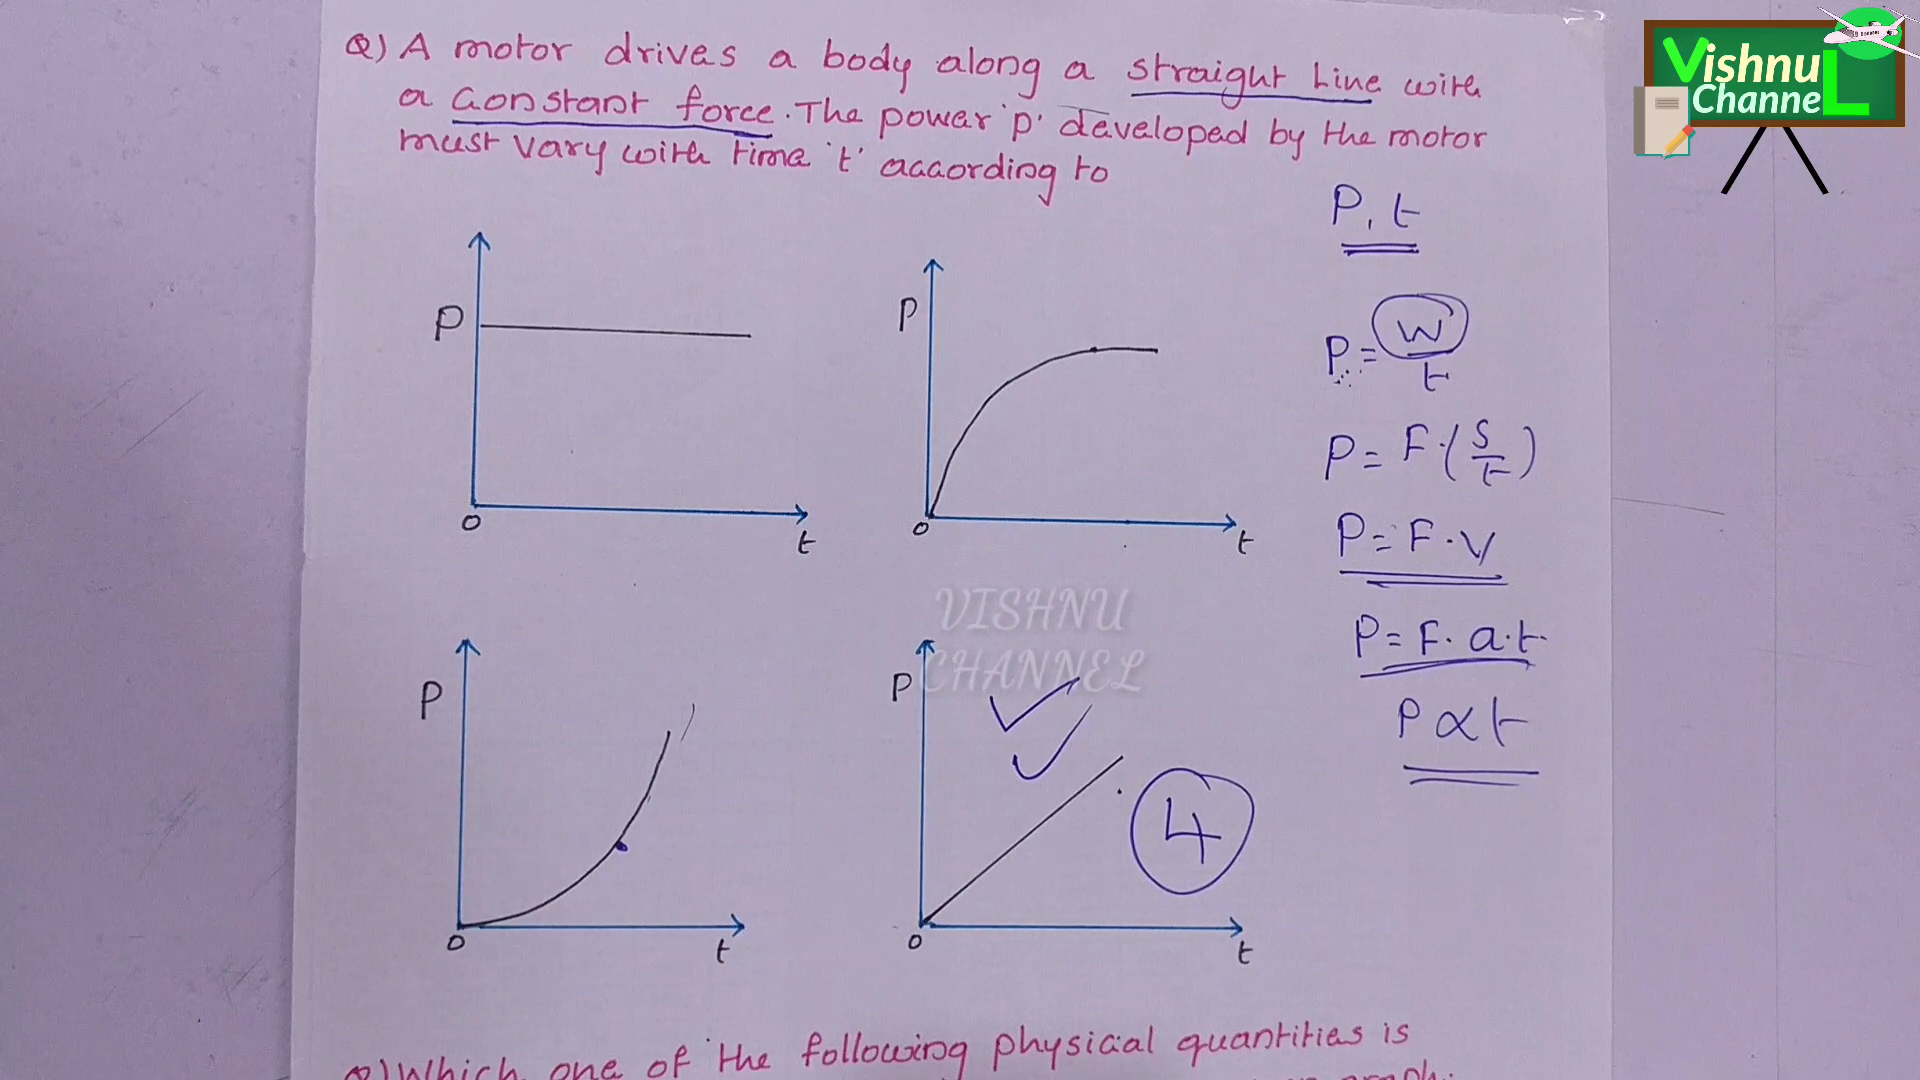 Q) A motor drives a body along a straight Line with
a constant force. The power 'p' developed by the motor
must vary with time 't' according to
P, t
P
O
t
P
O
t
P = W/t
P = F·(s/t)
P = F·v
P = F·a·t
P ∝ t
VISHNU
CHANNEL
P
O
t
P
4
O
t
Q) Which one of the following physical quantities is
Vishnu
ChanneL